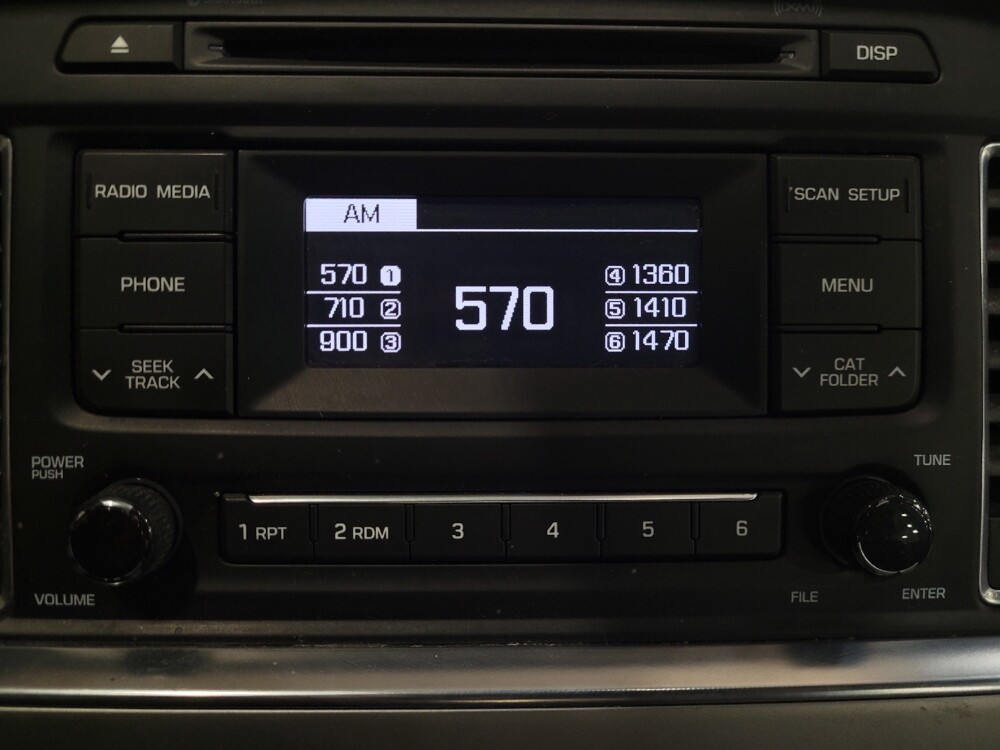 DISP
RADIO MEDIA
SCAN SETUP
AM
PHONE
MENU
570 1
710 2
900 3
570
4 1360
5 1410
6 1470
SEEK
TRACK
CAT
FOLDER
POWER
PUSH
TUNE
1 RPT
2 RDM
3
4
5
6
VOLUME
FILE
ENTER